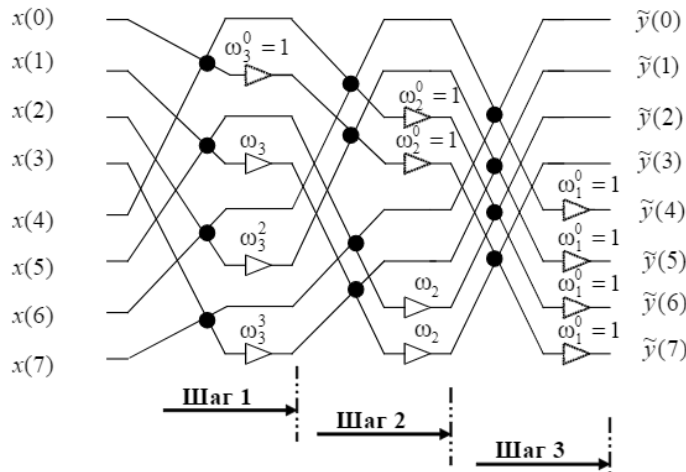 x(0)
x(1)
x(2)
x(3)
x(4)
x(5)
x(6)
x(7)
ω₃⁰ = 1
ω₃
ω₃²
ω₃³
ω₂⁰ = 1
ω₂⁰ = 1
ω₂
ω₂
ω₁⁰ = 1
ω₁⁰ = 1
ω₁⁰ = 1
ω₁⁰ = 1
ỹ(0)
ỹ(1)
ỹ(2)
ỹ(3)
ỹ(4)
ỹ(5)
ỹ(6)
ỹ(7)
Шаг 1
Шаг 2
Шаг 3